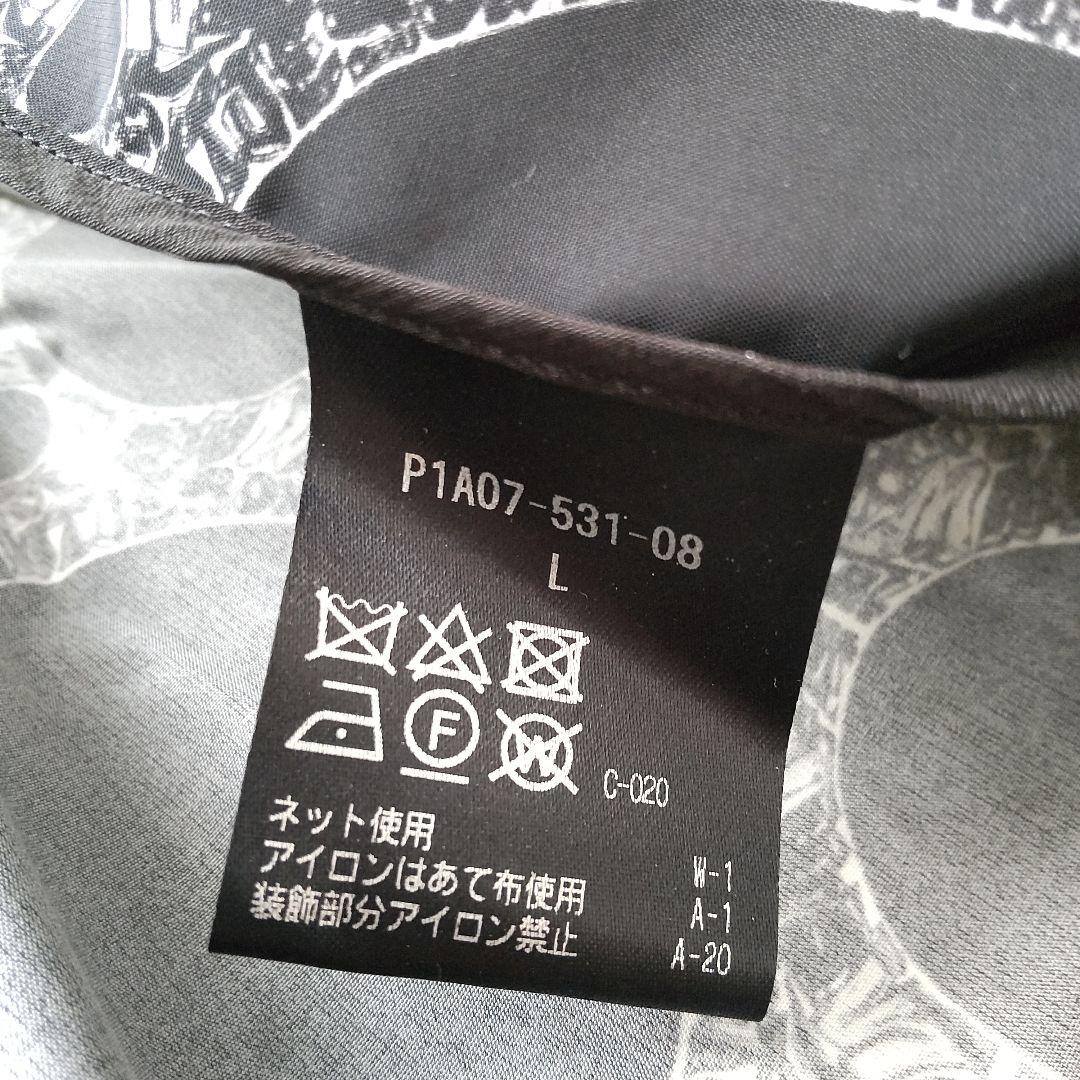 P1A07-531-08
L
F W C-020
ネット使用 W-1
アイロンはあて布使用 A-1
装飾部分アイロン禁止 A-20